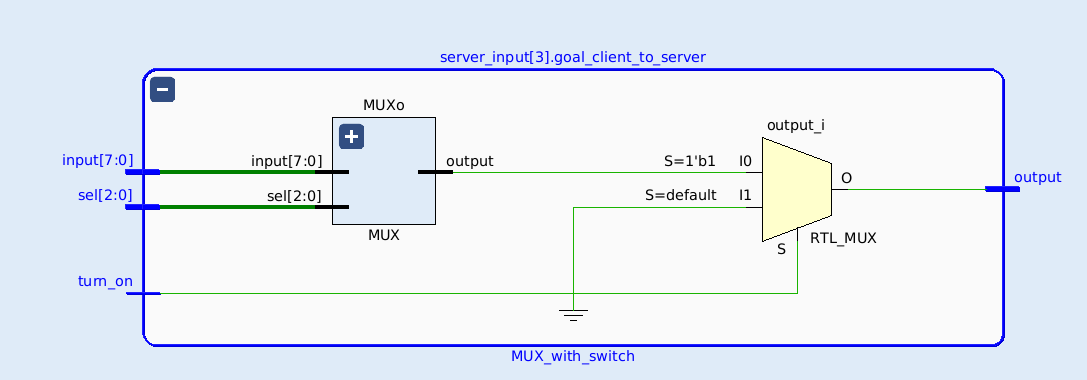 server_input[3].goal_client_to_server
MUXo
output_i
input[7:0]
input[7:0]
output
S=1'b1
I0
sel[2:0]
sel[2:0]
S=default
I1
O
output
MUX
S
RTL_MUX
turn_on
MUX_with_switch